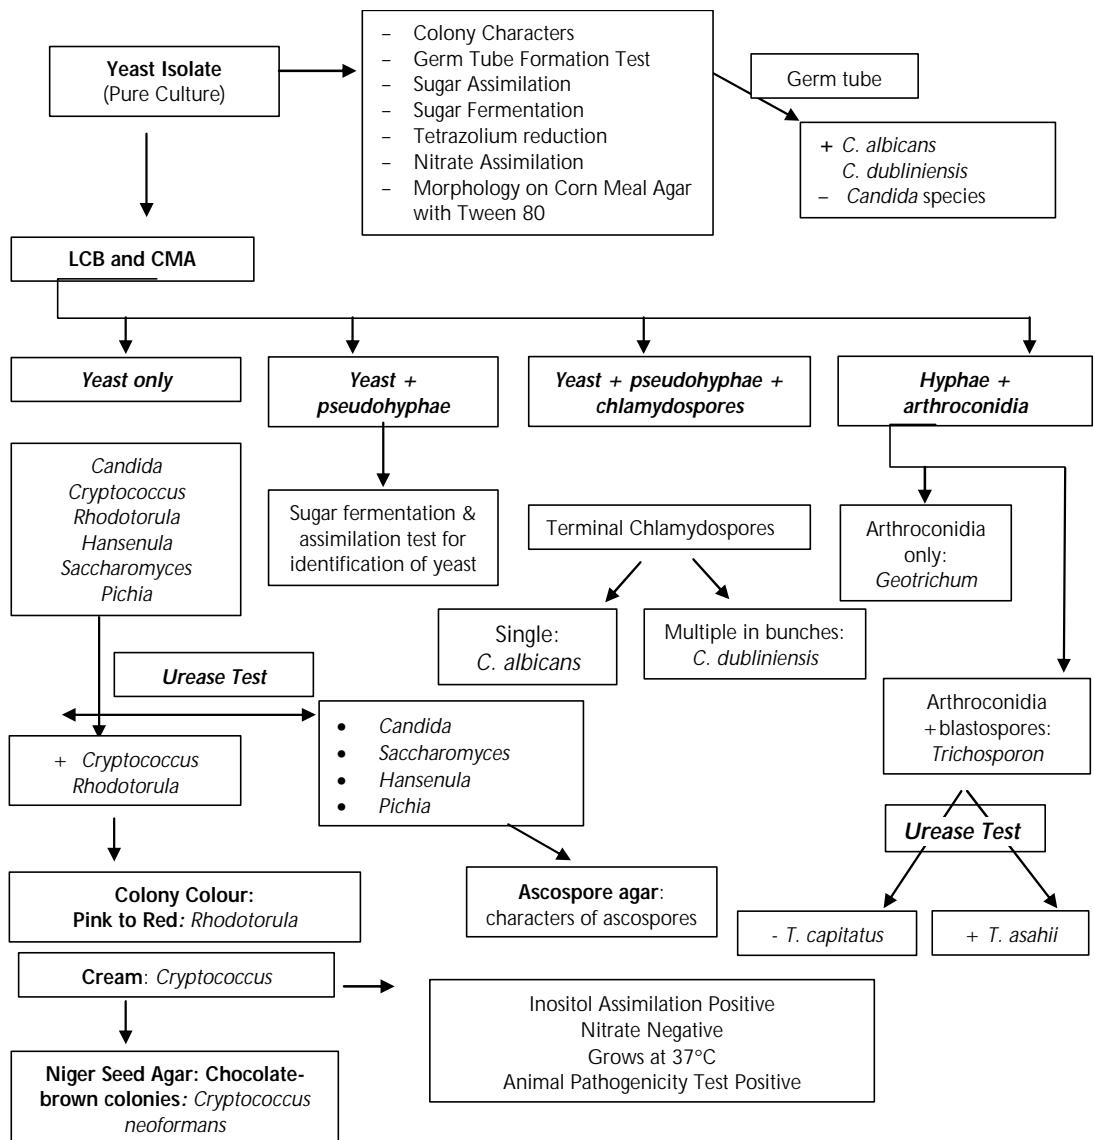 Yeast Isolate
(Pure Culture)
– Colony Characters
– Germ Tube Formation Test
– Sugar Assimilation
– Sugar Fermentation
– Tetrazolium reduction
– Nitrate Assimilation
– Morphology on Corn Meal Agar
with Tween 80
Germ tube
+ C. albicans
C. dubliniensis
– Candida species
LCB and CMA
Yeast only
Yeast +
pseudohyphae
Yeast + pseudohyphae +
chlamydospores
Hyphae +
arthroconidia
Candida
Cryptococcus
Rhodotorula
Hansenula
Saccharomyces
Pichia
Sugar fermentation &
assimilation test for
identification of yeast
Terminal Chlamydospores
Arthroconidia
only:
Geotrichum
Single:
C. albicans
Multiple in bunches:
C. dubliniensis
Urease Test
Arthroconidia
+blastospores:
Trichosporon
+ Cryptococcus
Rhodotorula
• Candida
• Saccharomyces
• Hansenula
• Pichia
Urease Test
Colony Colour:
Pink to Red: Rhodotorula
Ascospore agar:
characters of ascospores
- T. capitatus
+ T. asahii
Cream: Cryptococcus
Inositol Assimilation Positive
Nitrate Negative
Grows at 37°C
Animal Pathogenicity Test Positive
Niger Seed Agar: Chocolate-
brown colonies: Cryptococcus
neoformans